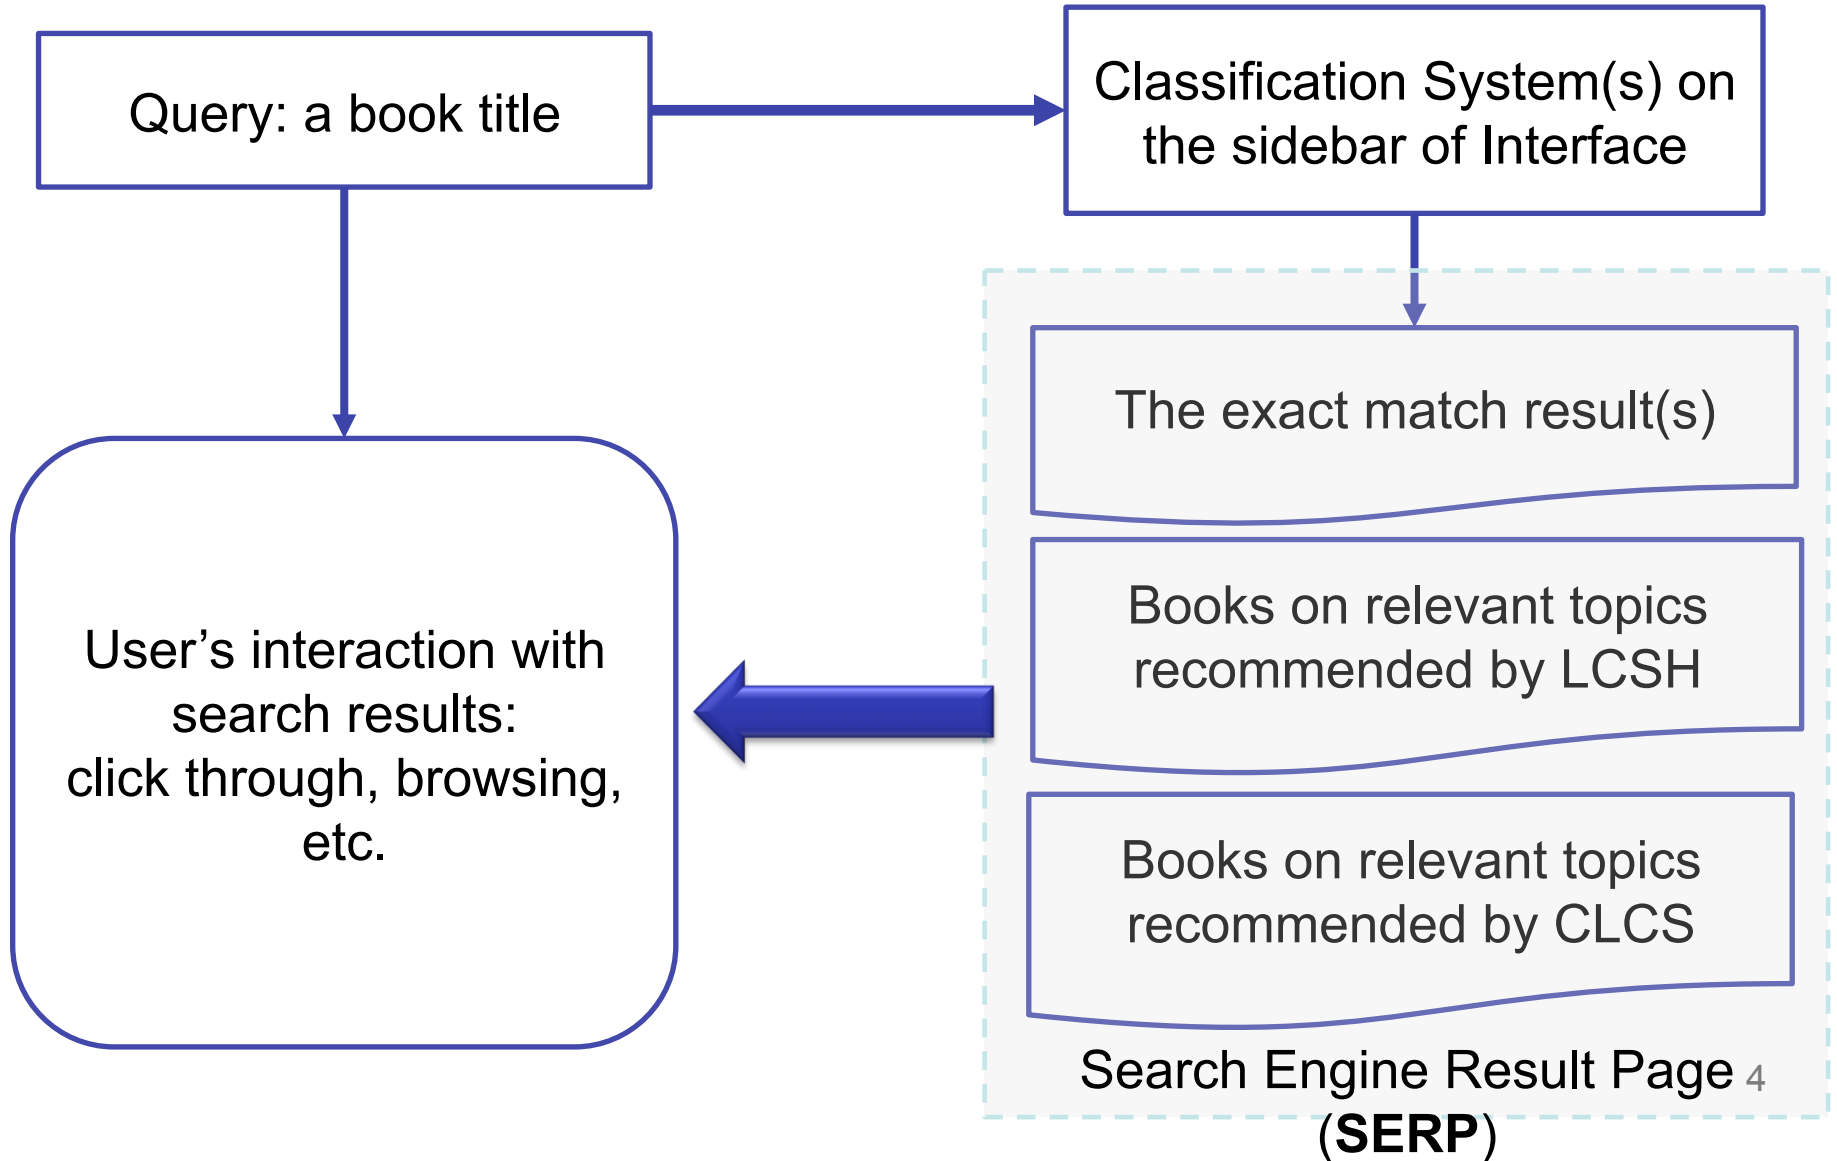 Query: a book title
Classification System(s) on
the sidebar of Interface
The exact match result(s)
Books on relevant topics
recommended by LCSH
User’s interaction with
search results:
click through, browsing,
etc.
Books on relevant topics
recommended by CLCS
Search Engine Result Page 4
(SERP)